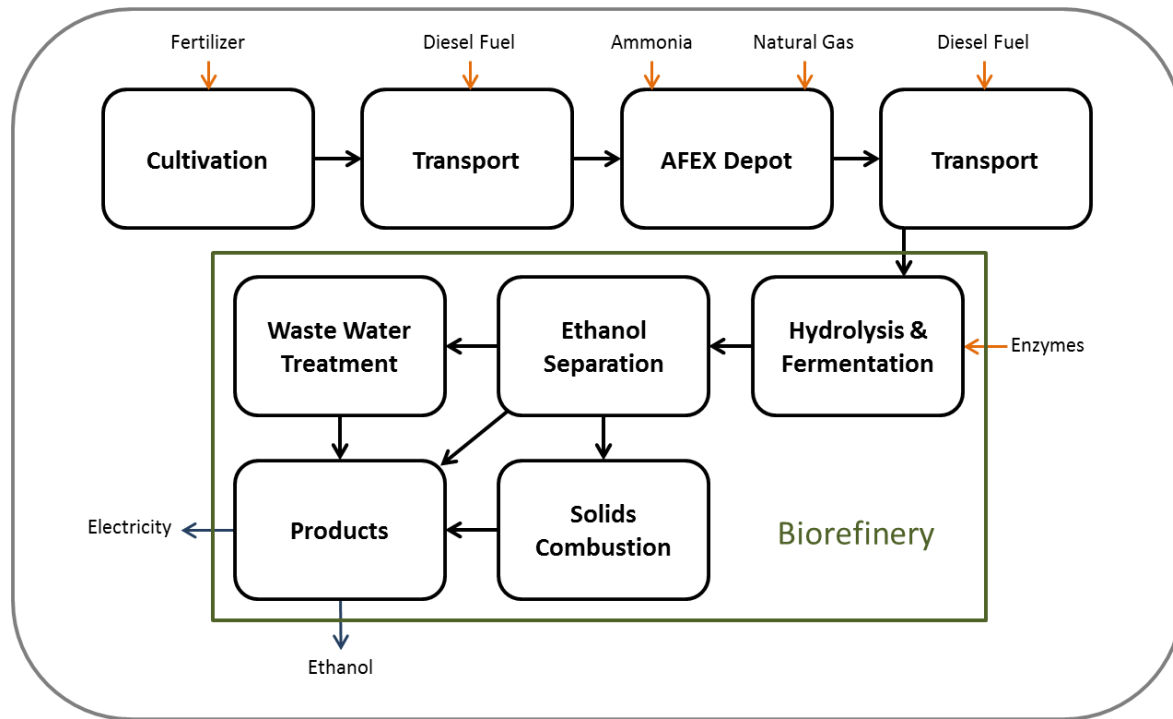 Fertilizer
Diesel Fuel
Ammonia
Natural Gas
Diesel Fuel
Cultivation
Transport
AFEX Depot
Transport
Waste Water
Treatment
Ethanol
Separation
Hydrolysis &
Fermentation
Enzymes
Electricity
Products
Solids
Combustion
Biorefinery
Ethanol